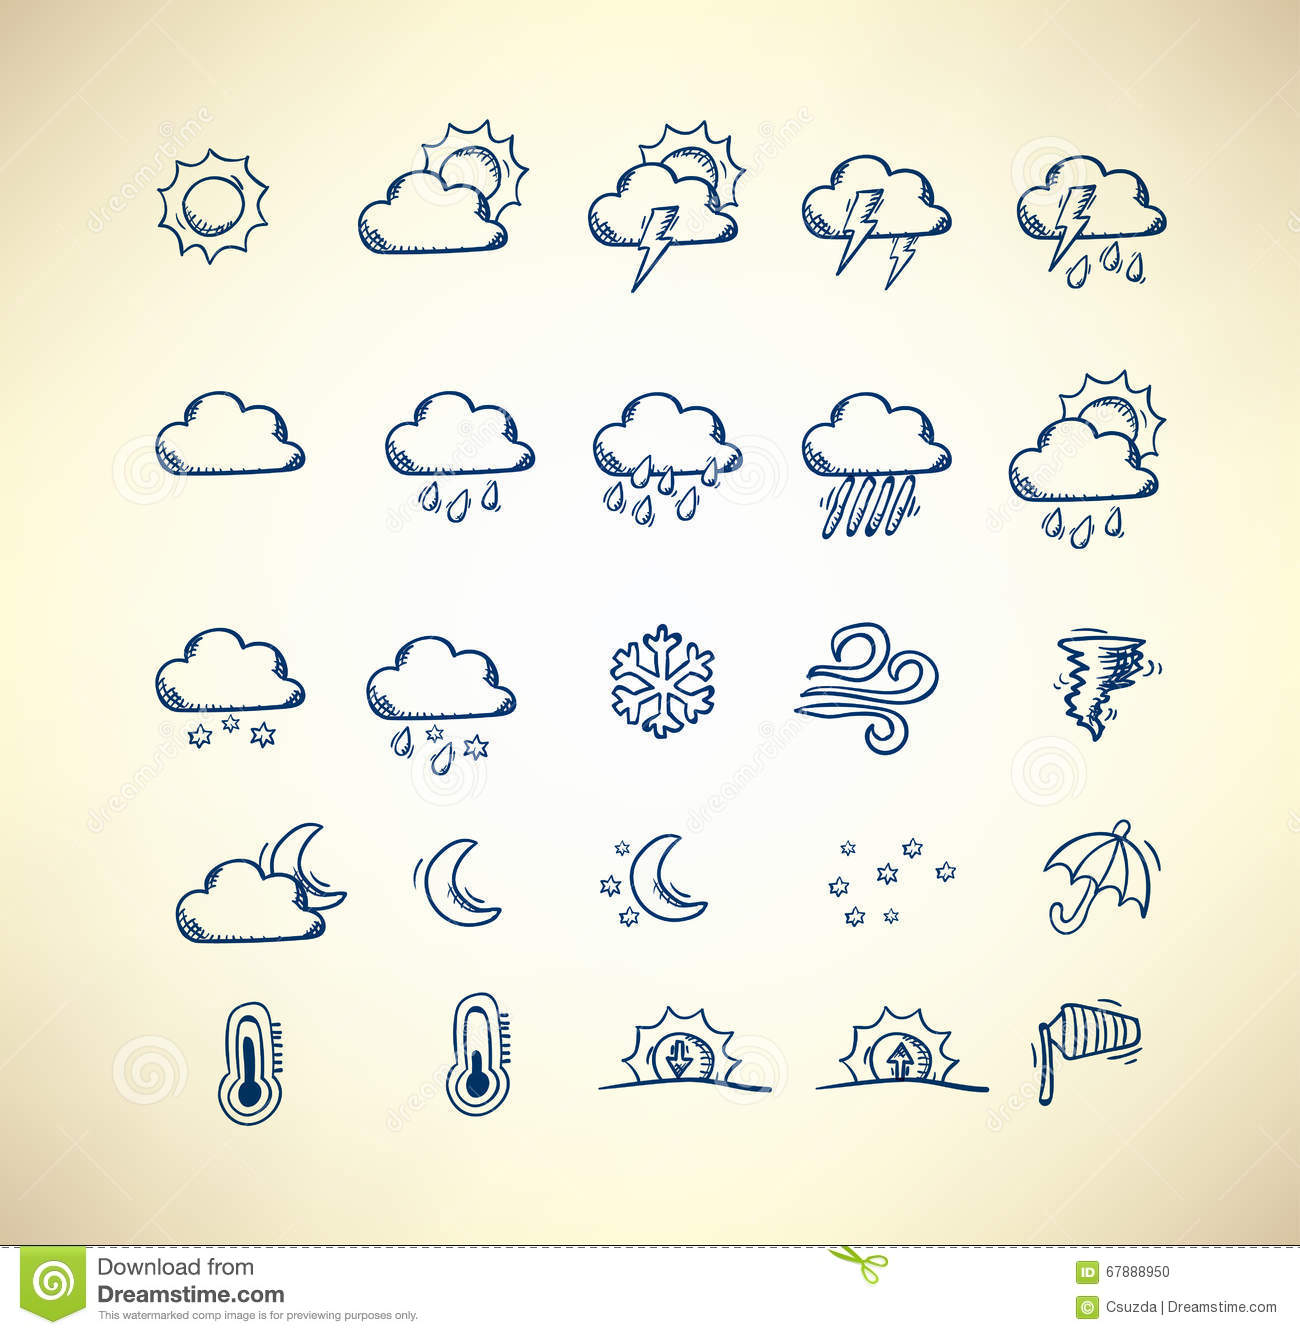 Download from
Dreamstime.com
This watermarked comp image is for previewing purposes only.
ID 67888950
© Csuzda | Dreamstime.com